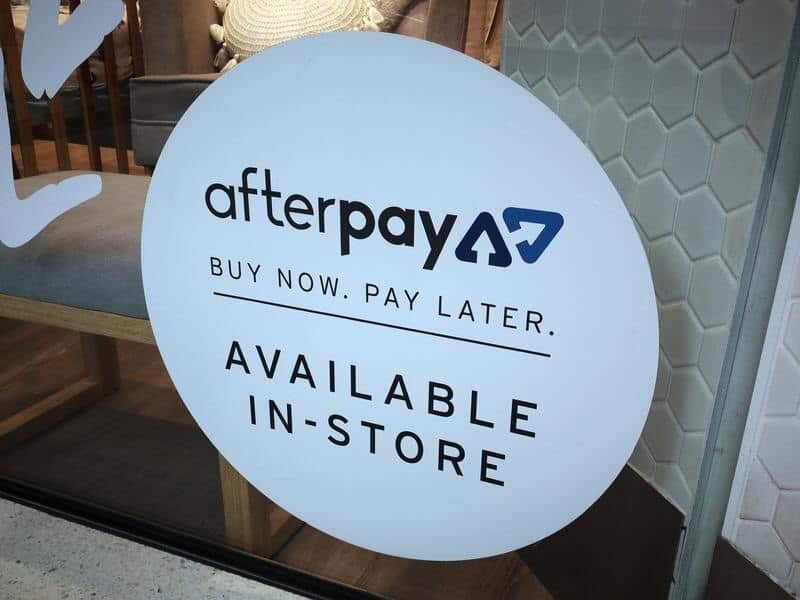 afterpay
BUY NOW. PAY LATER.
AVAILABLE
IN-STORE